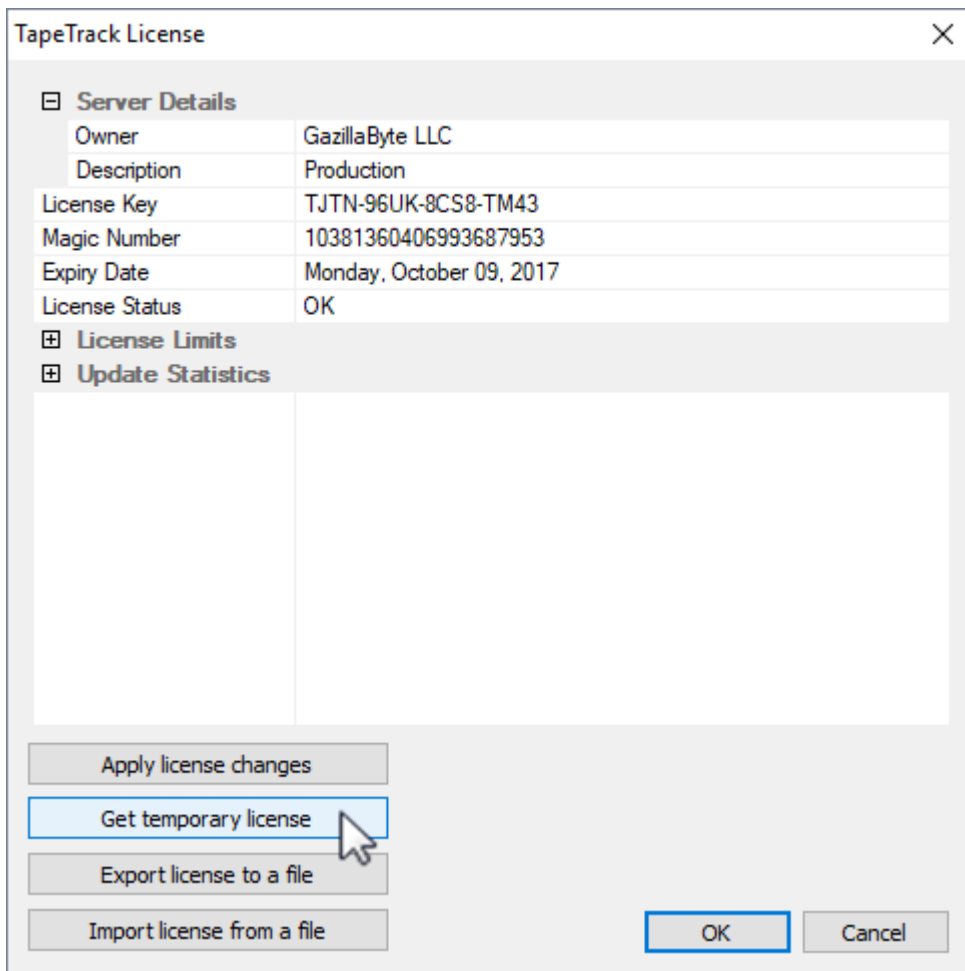 TapeTrack License
Server Details
Owner GazillaByte LLC
Description Production
License Key TJTN-96UK-8CS8-TM43
Magic Number 10381360406993687953
Expiry Date Monday, October 09, 2017
License Status OK
License Limits
Update Statistics
Apply license changes
Get temporary license
Export license to a file
Import license from a file
OK Cancel